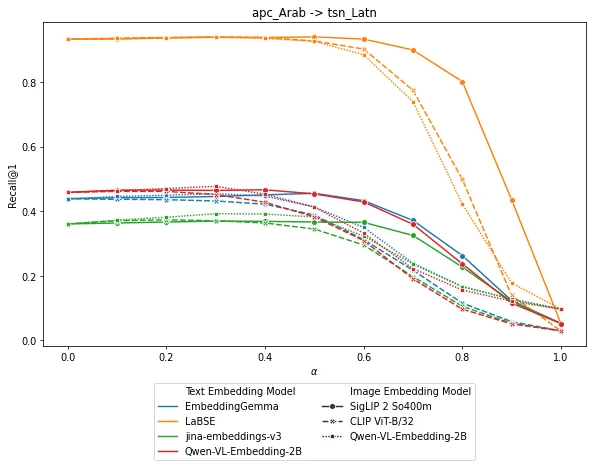 apc_Arab -> tsn_Latn
Recall@1
0.8
0.6
0.4
0.2
0.0
0.0 0.2 0.4 0.6 0.8 1.0
α
Text Embedding Model
EmbeddingGemma
LaBSE
jina-embeddings-v3
Qwen-VL-Embedding-2B
Image Embedding Model
SigLIP 2 So400m
CLIP ViT-B/32
Qwen-VL-Embedding-2B